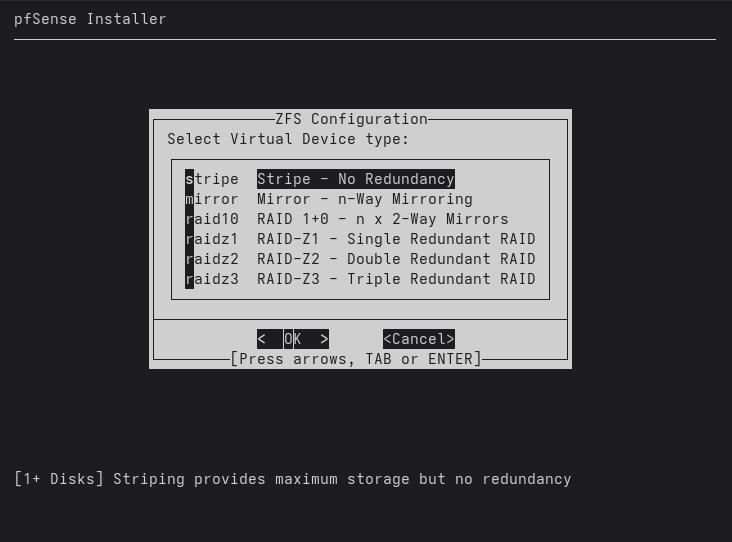 pfSense Installer
ZFS Configuration
Select Virtual Device type:
stripe Stripe - No Redundancy
mirror Mirror - n-Way Mirroring
raid10 RAID 1+0 - n x 2-Way Mirrors
raidz1 RAID-Z1 - Single Redundant RAID
raidz2 RAID-Z2 - Double Redundant RAID
raidz3 RAID-Z3 - Triple Redundant RAID
< OK > <Cancel>
[Press arrows, TAB or ENTER]
[1+ Disks] Striping provides maximum storage but no redundancy